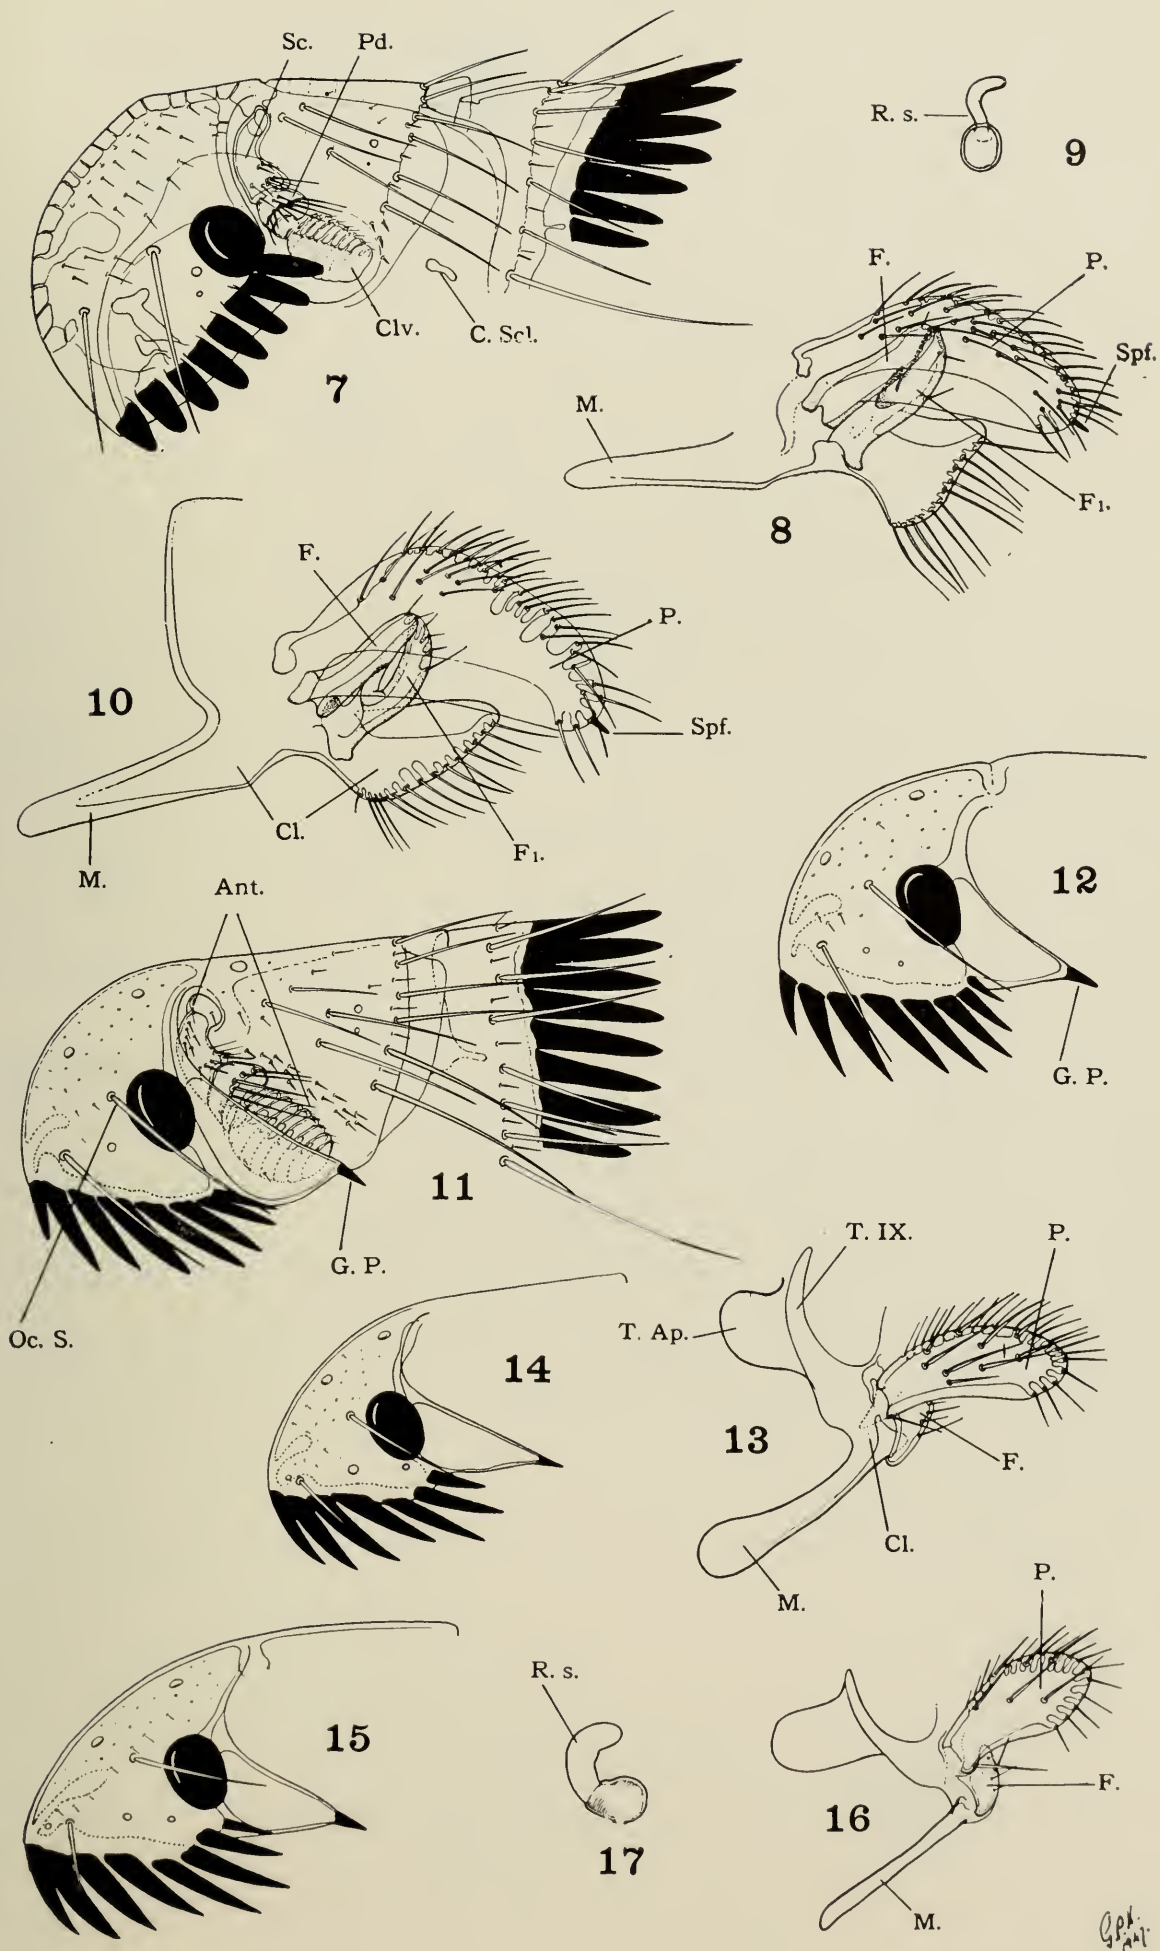 Sc. Pd.
R. s.
9
F. P.
Clv. C. Scl.
Spf.
7
M.
F1.
8
F.
P.
10
Spf.
Cl.
F1.
M.
12
Ant.
G. P.
11
G. P.
T. IX. P.
Oc. S.
T. Ap.
14
13
F.
Cl.
P.
M.
R. s.
15
F.
16
17
M.